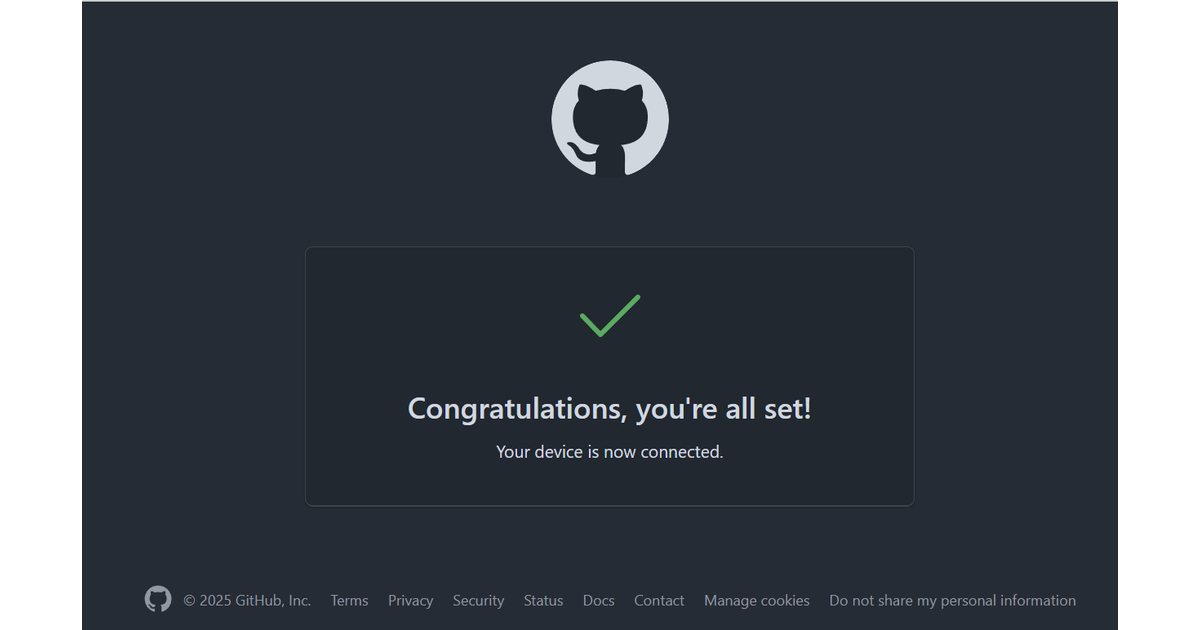 Congratulations, you're all set!
Your device is now connected.
© 2025 GitHub, Inc. Terms Privacy Security Status Docs Contact Manage cookies Do not share my personal information